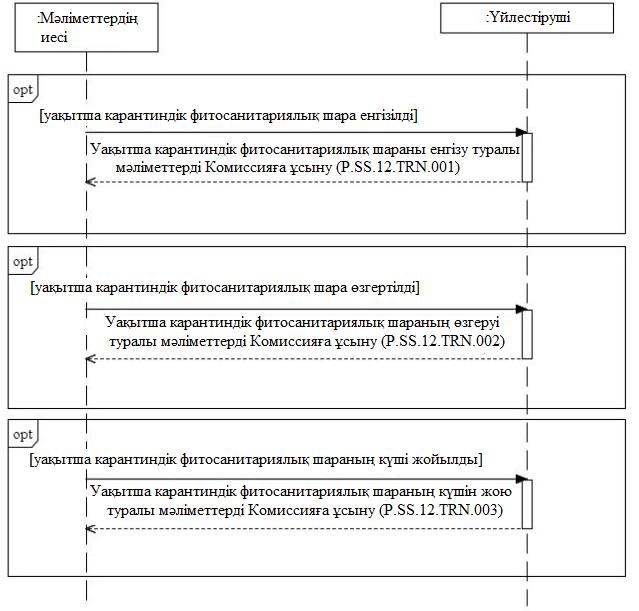 :Мәліметтердің
иесі
:Үйлестіруші
opt
[уақытша карантиндік фитосанитариялық шара енгізілді]
Уақытша карантиндік фитосанитариялық шараны енгізу туралы
мәліметтерді Комиссияға ұсыну (P.SS.12.TRN.001)
opt
[уақытша карантиндік фитосанитариялық шара өзгертілді]
Уақытша карантиндік фитосанитариялық шараның өзгеруі
туралы мәліметтерді Комиссияға ұсыну (P.SS.12.TRN.002)
opt
[уақытша карантиндік фитосанитариялық шараның күші жойылды]
Уақытша карантиндік фитосанитариялық шараның күшін жою
туралы мәліметтерді Комиссияға ұсыну (P.SS.12.TRN.003)